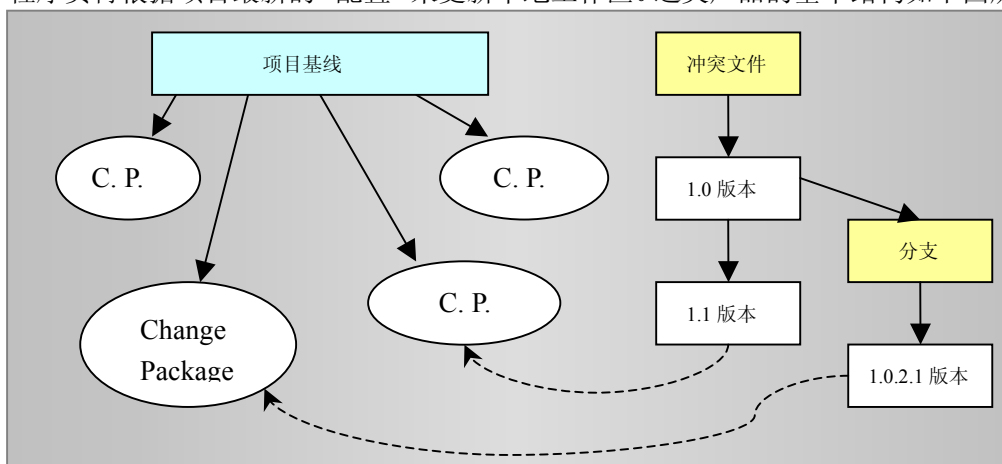 项目基线
冲突文件
C. P.
C. P.
1.0 版本
分支
C. P.
1.1 版本
Change
Package
1.0.2.1 版本